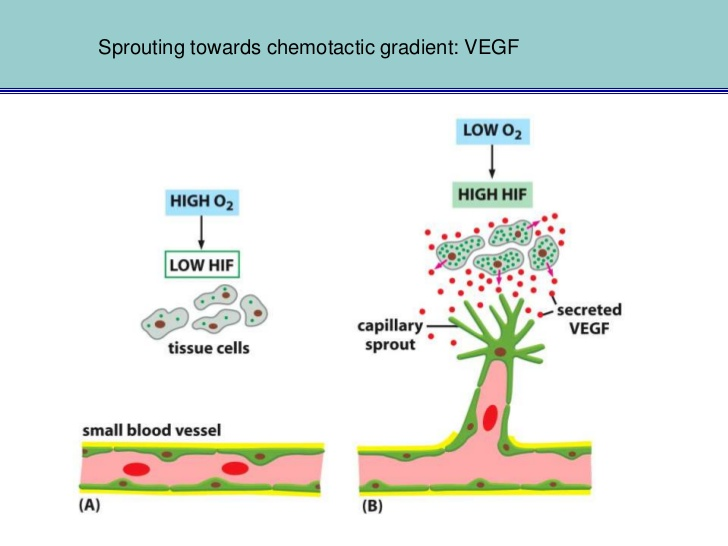 Sprouting towards chemotactic gradient: VEGF
LOW O₂
HIGH HIF
HIGH O₂
LOW HIF
tissue cells
capillary
sprout
secreted
VEGF
small blood vessel
(A)
(B)